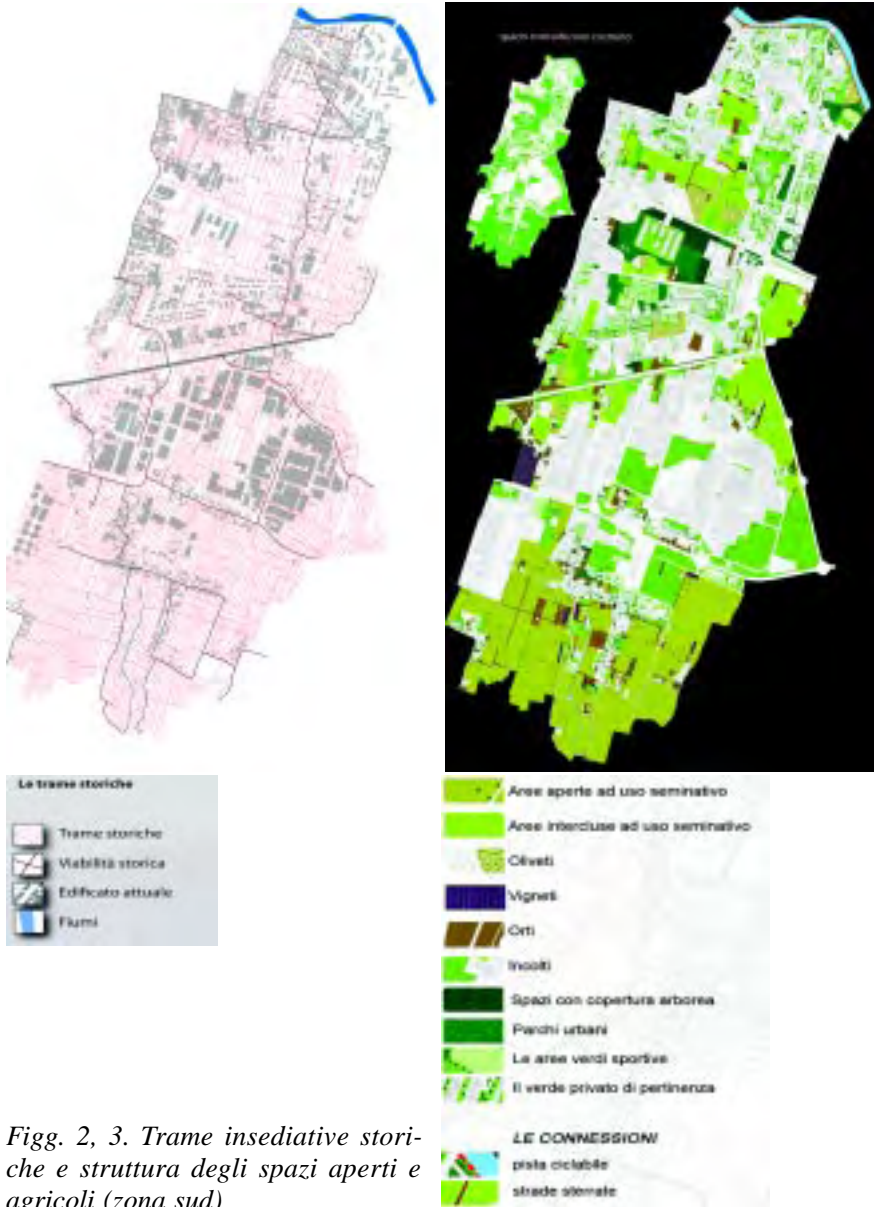 Le trame storiche
Trame storiche
Viabilità storica
Edificato attuale
Fiumi
Aree aperte ad uso seminativo
Aree intercluse ad uso seminativo
Oliveti
Vigneti
Orti
Incolti
Spazi con copertura arborea
Parchi urbani
Le aree verdi sportive
Il verde privato di pertinenza
LE CONNESSIONI
pista ciclabile
strade sterrate
Figg. 2, 3. Trame insediative stori-
che e struttura degli spazi aperti e
agricoli (zona sud)